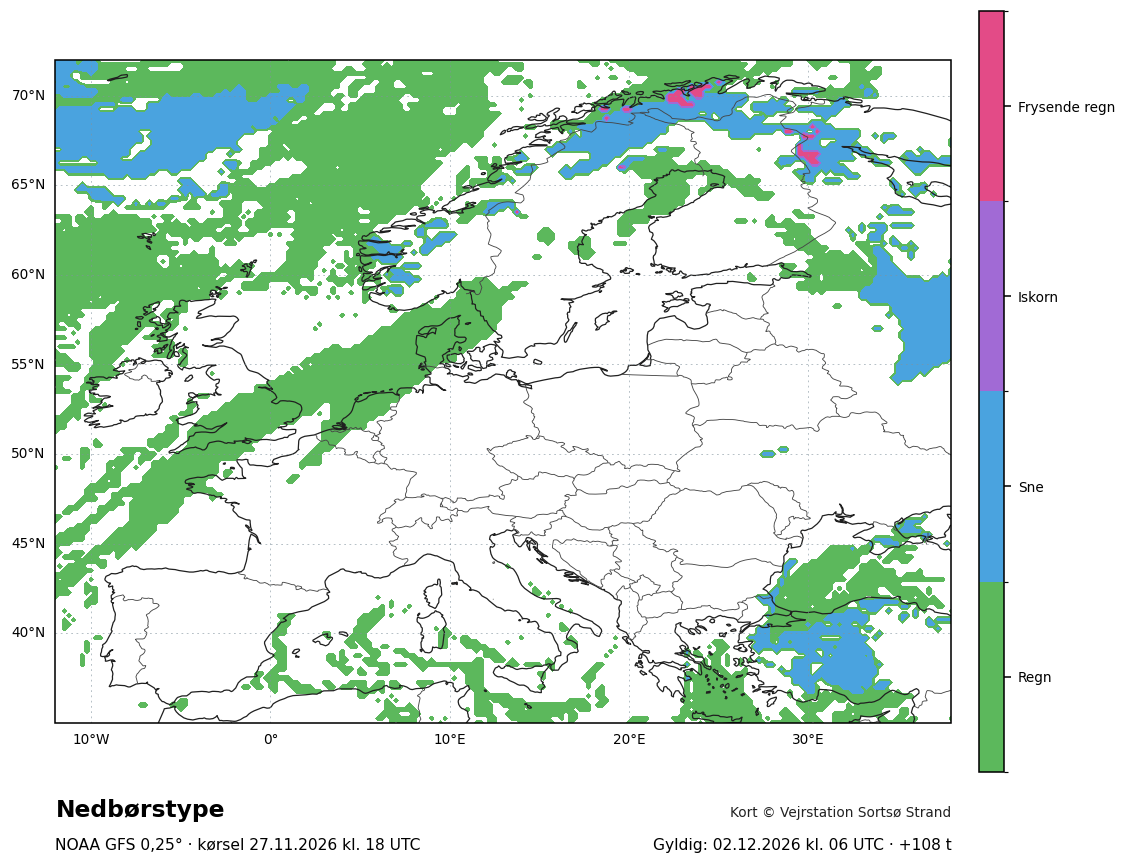 70°N
65°N
60°N
55°N
50°N
45°N
40°N
10°W
0°
10°E
20°E
30°E
Frysende regn
Iskorn
Sne
Regn
Nedbørstype
Kort © Vejrstation Sortsø Strand
NOAA GFS 0,25° · kørsel 27.11.2026 kl. 18 UTC
Gyldig: 02.12.2026 kl. 06 UTC · +108 t